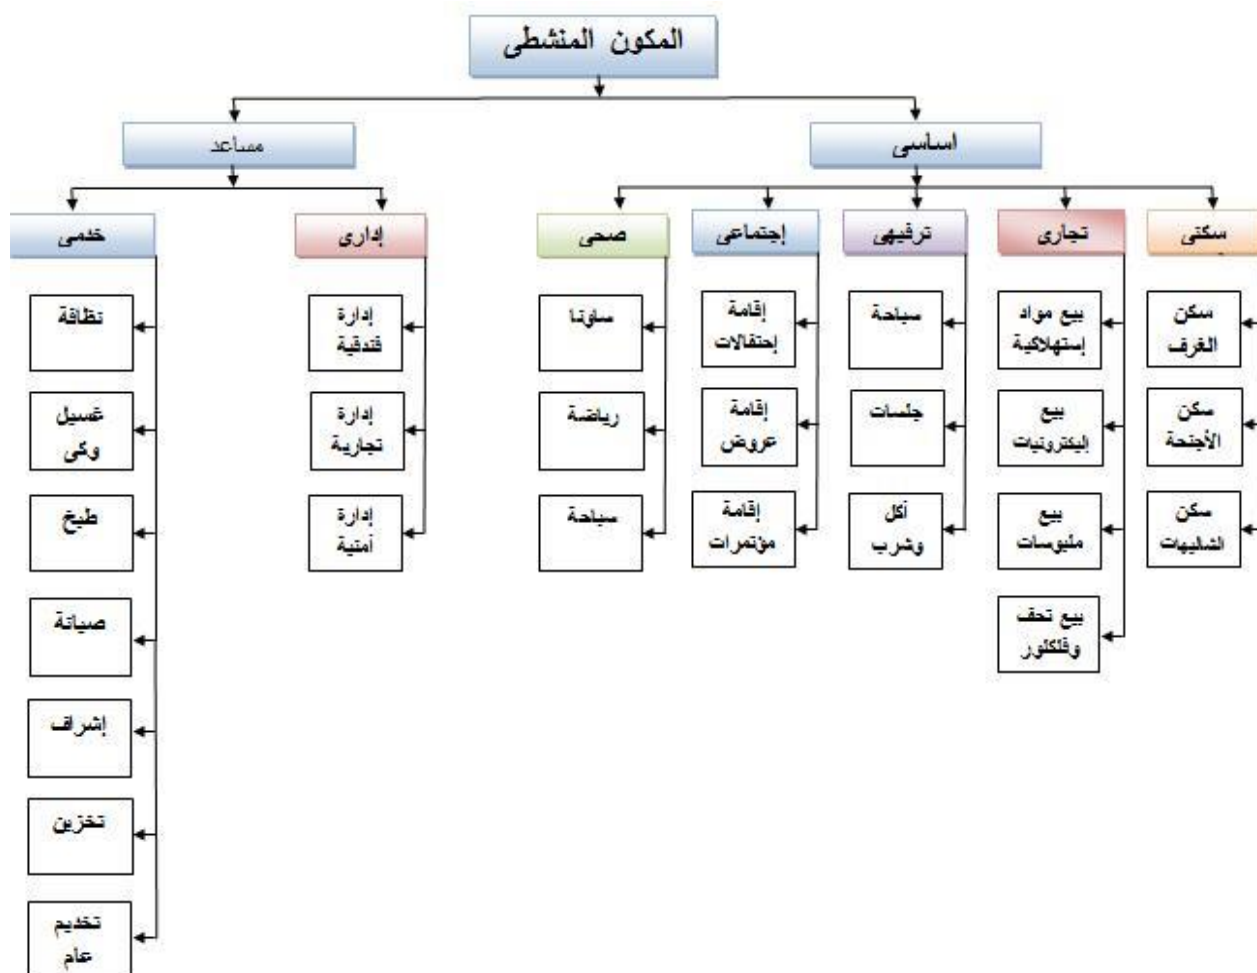 المكون المنشطى
اساسى
مساعد
سكنى
تجارى
ترفيهى
إجتماعى
صحى
إدارى
خدمى
سكن
الغرف
سكن
الأجنحة
سكن
الشاليهات
بيع مواد
إستهلاكية
بيع
إليكترونيات
بيع
ملبوسات
بيع تحف
وفلكلور
سباحة
جلسات
أكل
وشرب
إقامة
إحتفالات
إقامة
عروض
إقامة
مؤتمرات
ساونا
رياضة
سباحة
إدارة
فندقية
إدارة
تجارية
إدارة
أمنية
نظافة
غسيل
وكى
طبخ
صيانة
إشراف
تخزين
تخديم
عام